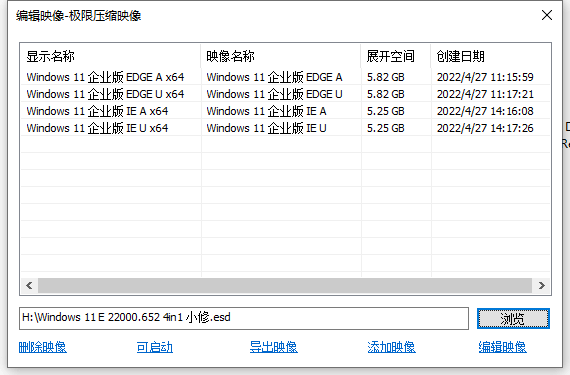 编辑映像-极限压缩映像
显示名称 映像名称 展开空间 创建日期
Windows 11 企业版 EDGE A x64 Windows 11 企业版 EDGE A 5.82 GB 2022/4/27 11:15:59
Windows 11 企业版 EDGE U x64 Windows 11 企业版 EDGE U 5.82 GB 2022/4/27 11:17:21
Windows 11 企业版 IE A x64 Windows 11 企业版 IE A 5.25 GB 2022/4/27 14:16:08
Windows 11 企业版 IE U x64 Windows 11 企业版 IE U 5.25 GB 2022/4/27 14:17:26
H:\Windows 11 E 22000.652 4in1 小修.esd 浏览
删除映像 可启动 导出映像 添加映像 编辑映像